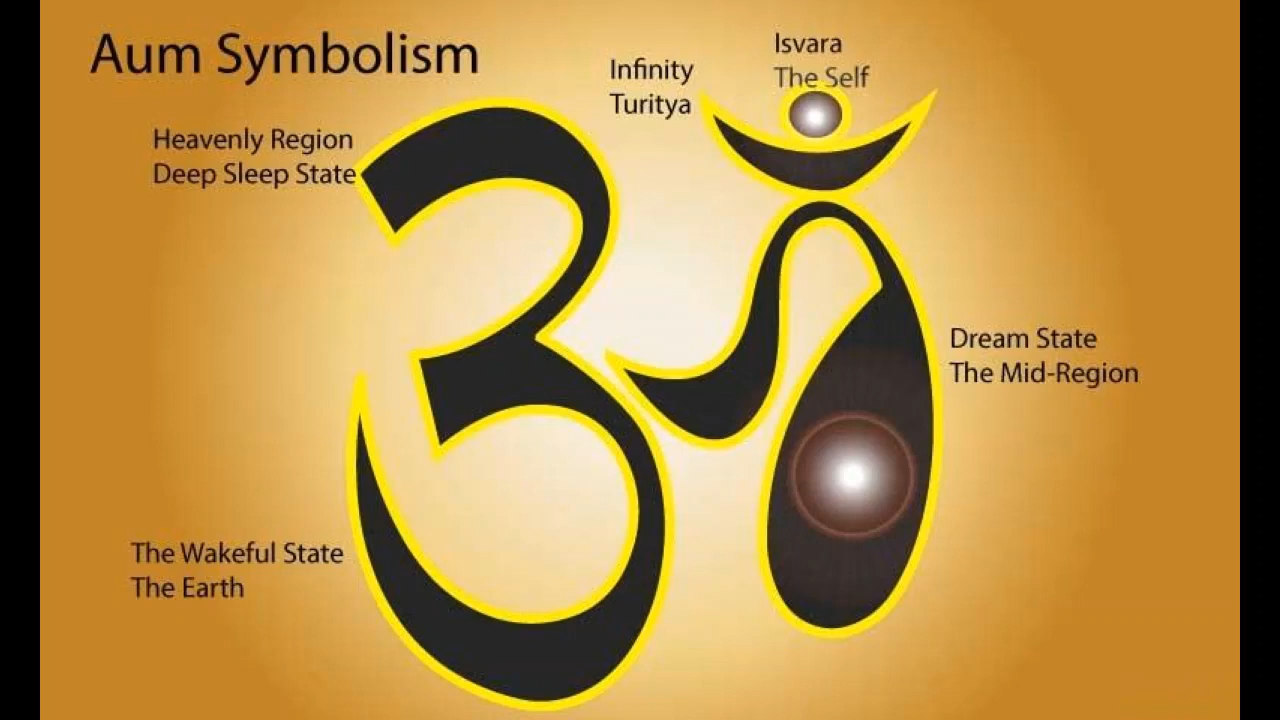 Aum Symbolism
Isvara
The Self
Infinity
Turitya
Heavenly Region
Deep Sleep State
Dream State
The Mid-Region
The Wakeful State
The Earth